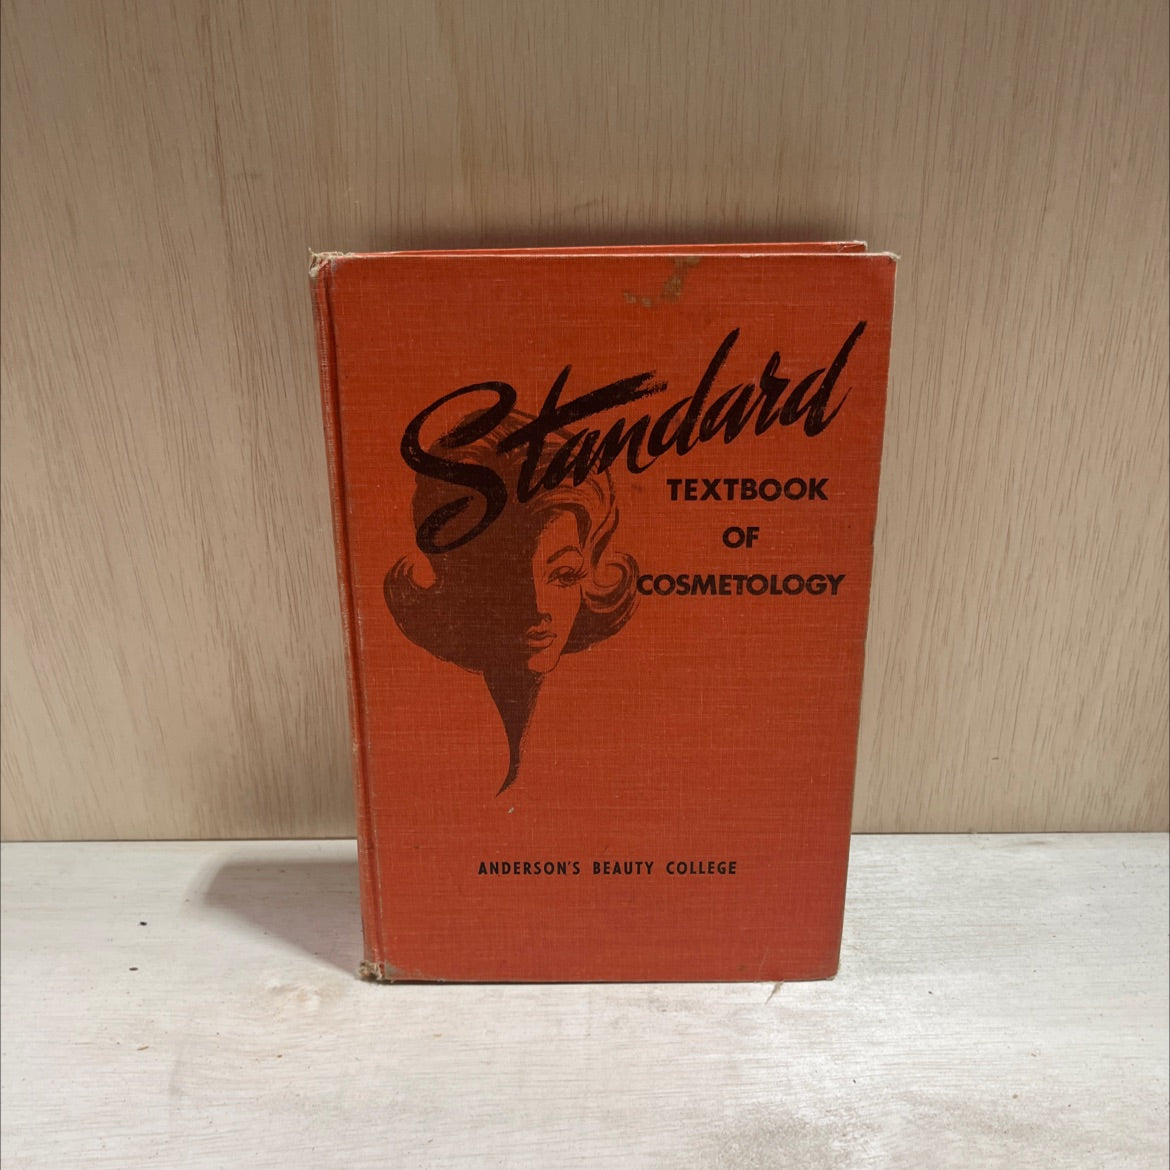 Standard
TEXTBOOK
OF
COSMETOLOGY
ANDERSON'S BEAUTY COLLEGE